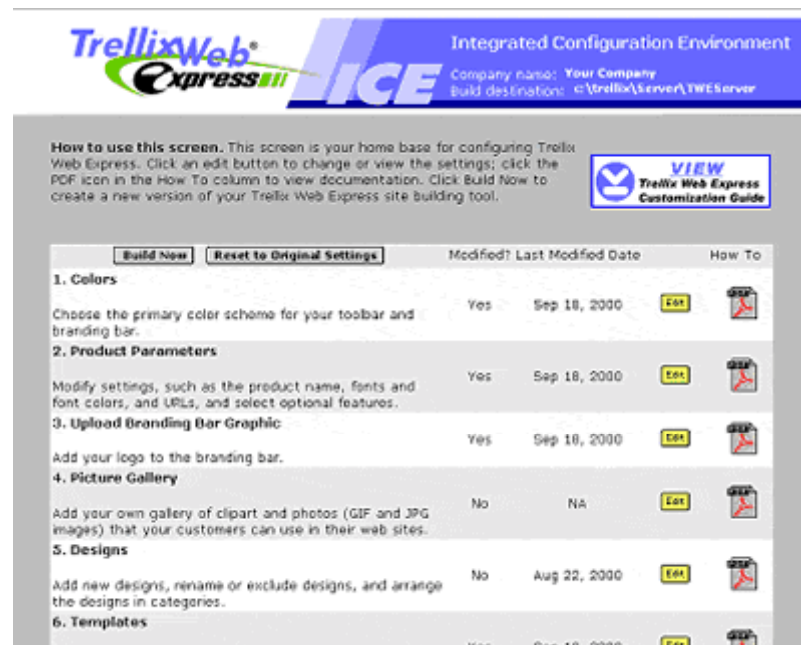 TrellixWeb®
Express
ICE
Integrated Configuration Environment
Company name: Your Company
Build destination: c:\trellix\Server\TWEServer
How to use this screen. This screen is your home base for configuring Trellix
Web Express. Click an edit button to change or view the settings; click the
PDF icon in the How To column to view documentation. Click Build Now to
create a new version of your Trellix Web Express site building tool.
VIEW
Trellix Web Express
Customization Guide
Build Now Reset to Original Settings Modified? Last Modified Date How To
1. Colors
Choose the primary color scheme for your toolbar and
branding bar.
Yes Sep 18, 2000 Edit
2. Product Parameters
Modify settings, such as the product name, fonts and
font colors, and URLs, and select optional features.
Yes Sep 18, 2000 Edit
3. Upload Branding Bar Graphic
Add your logo to the branding bar.
Yes Sep 18, 2000 Edit
4. Picture Gallery
Add your own gallery of clipart and photos (GIF and JPG
images) that your customers can use in their web sites.
No NA Edit
5. Designs
Add new designs, rename or exclude designs, and arrange
the designs in categories.
No Aug 22, 2000 Edit
6. Templates